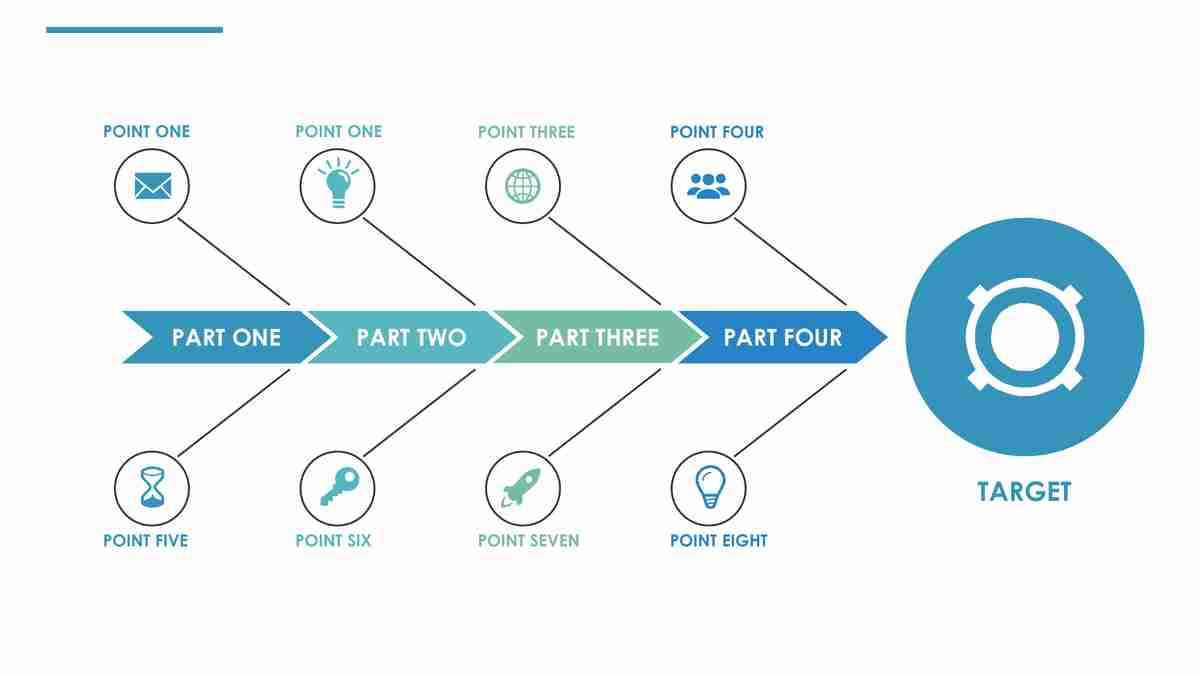 POINT ONE
POINT ONE
POINT THREE
POINT FOUR
PART ONE
PART TWO
PART THREE
PART FOUR
TARGET
POINT FIVE
POINT SIX
POINT SEVEN
POINT EIGHT